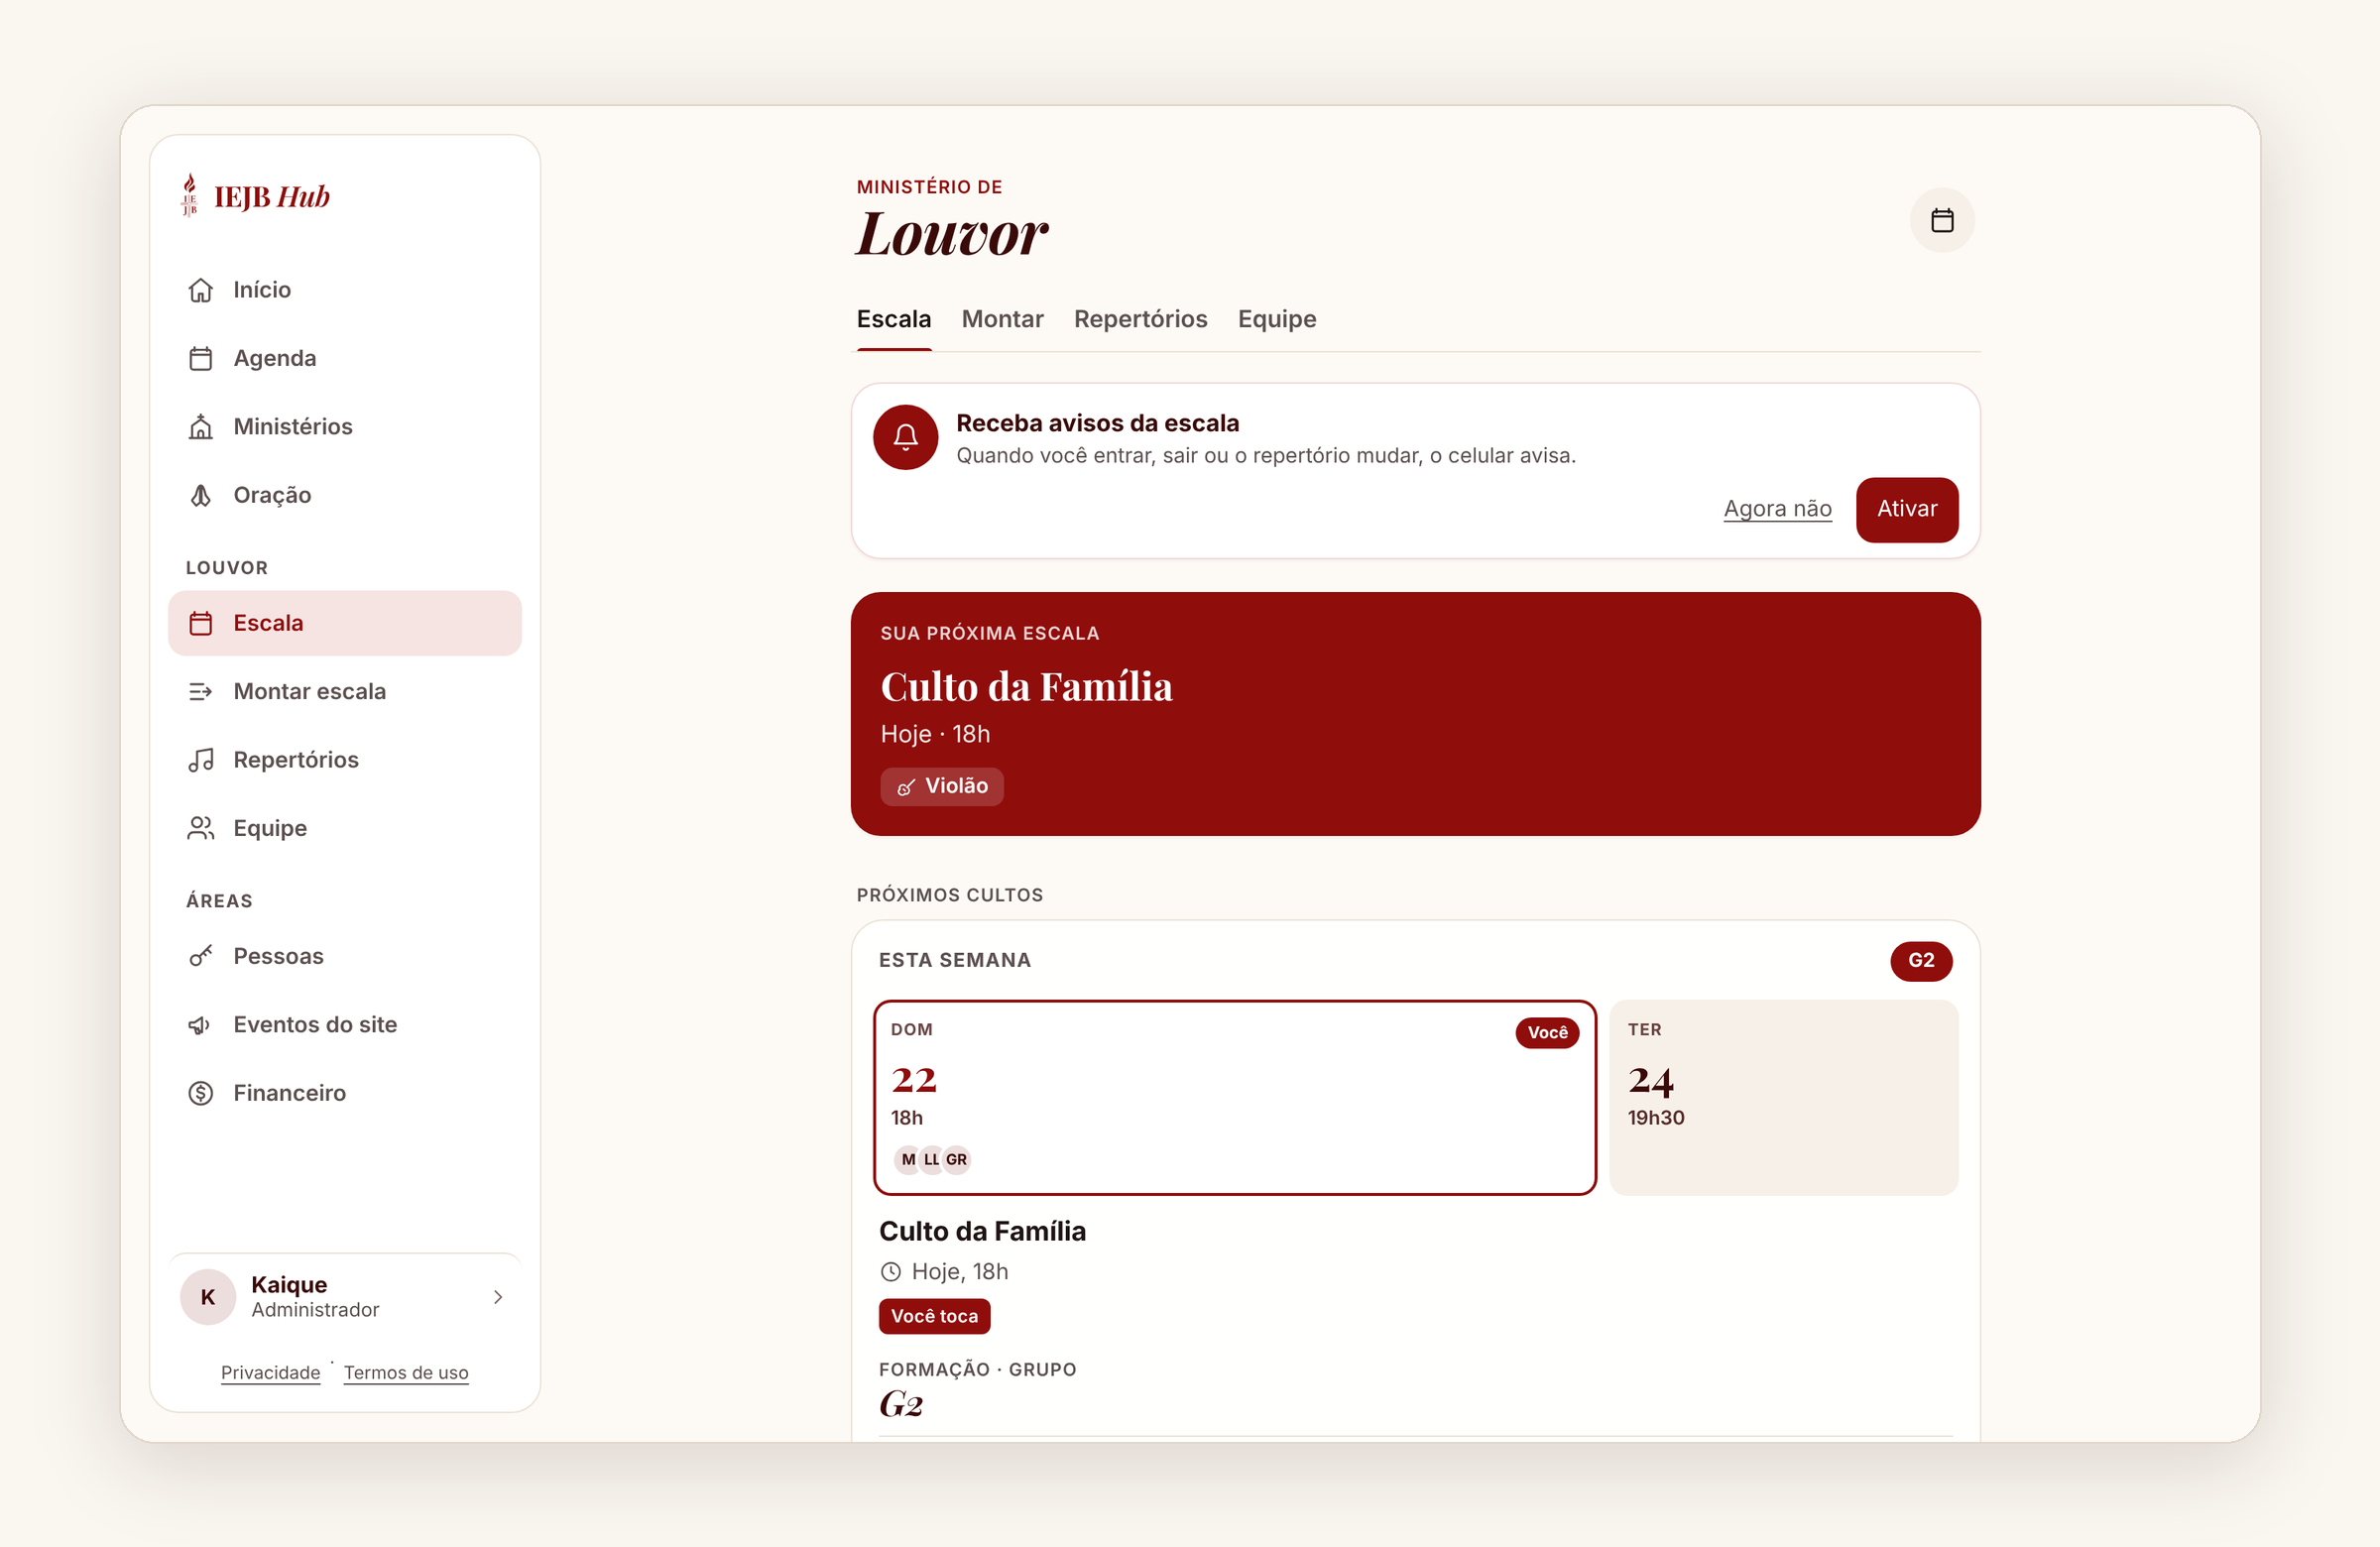 IEJB Hub
Início
Agenda
Ministérios
Oração
LOUVOR
Escala
Montar escala
Repertórios
Equipe
ÁREAS
Pessoas
Eventos do site
Financeiro
K
Kaique
Administrador
Privacidade · Termos de uso
MINISTÉRIO DE
Louvor
Escala Montar Repertórios Equipe
Receba avisos da escala
Quando você entrar, sair ou o repertório mudar, o celular avisa.
Agora não Ativar
SUA PRÓXIMA ESCALA
Culto da Família
Hoje · 18h
Violão
PRÓXIMOS CULTOS
ESTA SEMANA G2
DOM Você
22
18h
M LL GR
TER
24
19h30
Culto da Família
Hoje, 18h
Você toca
FORMAÇÃO · GRUPO
G2